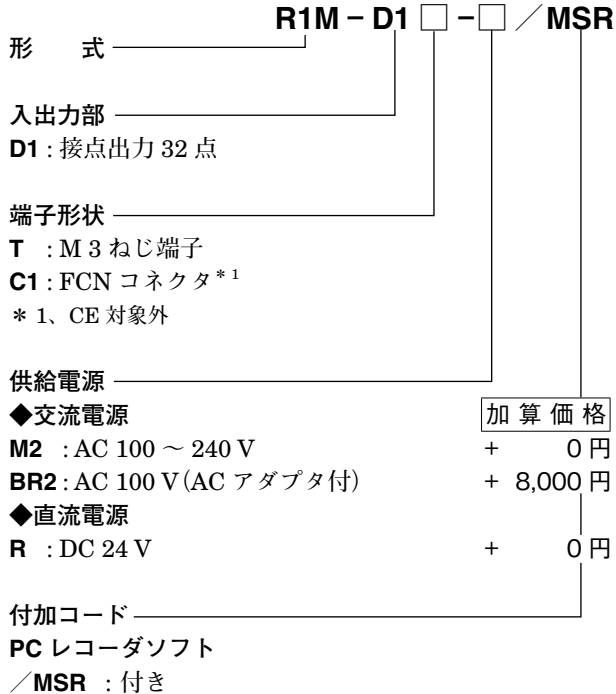 R1M－D1□－□／MSR
形　　式
入出力部
D1 : 接点出力 32 点
端子形状
T : M 3 ねじ端子
C1 : FCN コネクタ＊1
＊ 1、CE 対象外
供給電源
◆交流電源 加 算 価 格
M2 : AC 100 ～ 240 V + 0 円
BR2 : AC 100 V（AC アダプタ付） + 8,000 円
◆直流電源
R : DC 24 V + 0 円
付加コード
PC レコーダソフト
／MSR : 付き